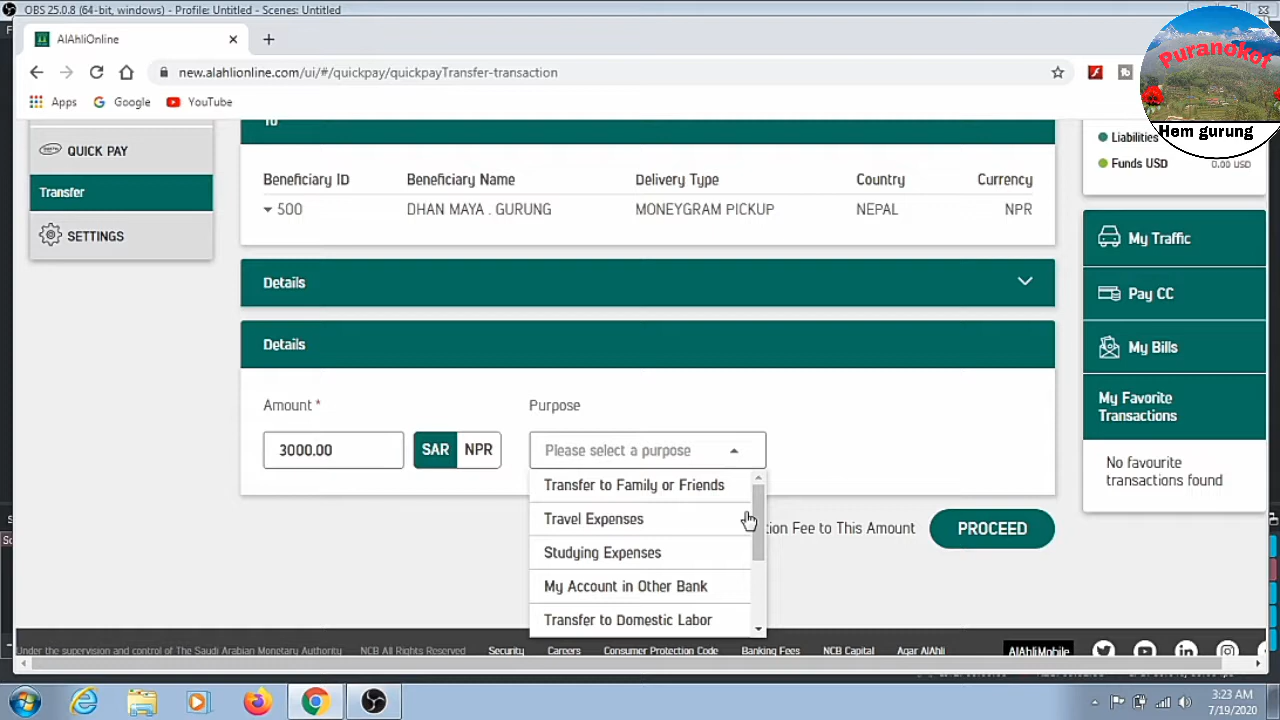 OBS 25.0.8 (64-bit, windows) - Profile: Untitled - Scenes: Untitled
AlAhliOnline
new.alahlionline.com/ui/#/quickpay/quickpayTransfer-transaction
Apps Google YouTube
Puranokot
Hem gurung
QUICK PAY
Transfer
SETTINGS
To
Beneficiary ID Beneficiary Name Delivery Type Country Currency
500 DHAN MAYA . GURUNG MONEYGRAM PICKUP NEPAL NPR
Details
Details
Amount * Purpose
3000.00 SAR NPR Please select a purpose
Transfer to Family or Friends
Travel Expenses
Studying Expenses
My Account in Other Bank
Transfer to Domestic Labor
tion Fee to This Amount PROCEED
Liabilities
Funds USD 0.00 USD
My Traffic
Pay CC
My Bills
My Favorite
Transactions
No favourite
transactions found
Under the supervision and control of The Saudi Arabian Monetary Authority NCB All Rights Reserved Security Careers Consumer Protection Code Banking Fees NCB Capital Aqar AlAhli AlAhliMobile
3:23 AM
7/19/2020